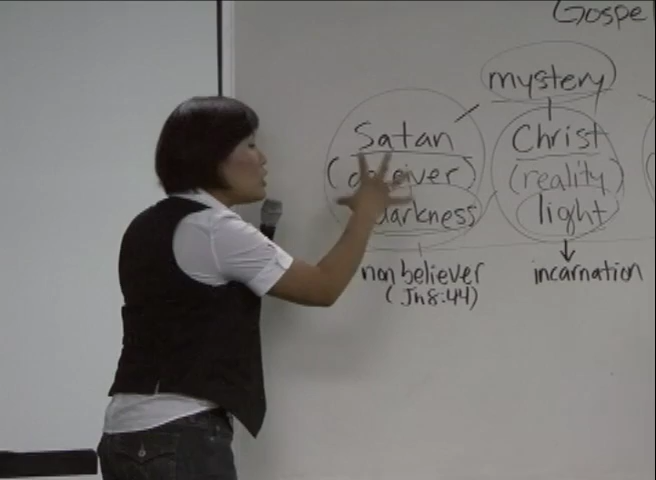 Gospe
mystery
Satan
Christ
(deceiver)
(reality)
darkness
light
non believer
(Jn 8:44)
incarnation